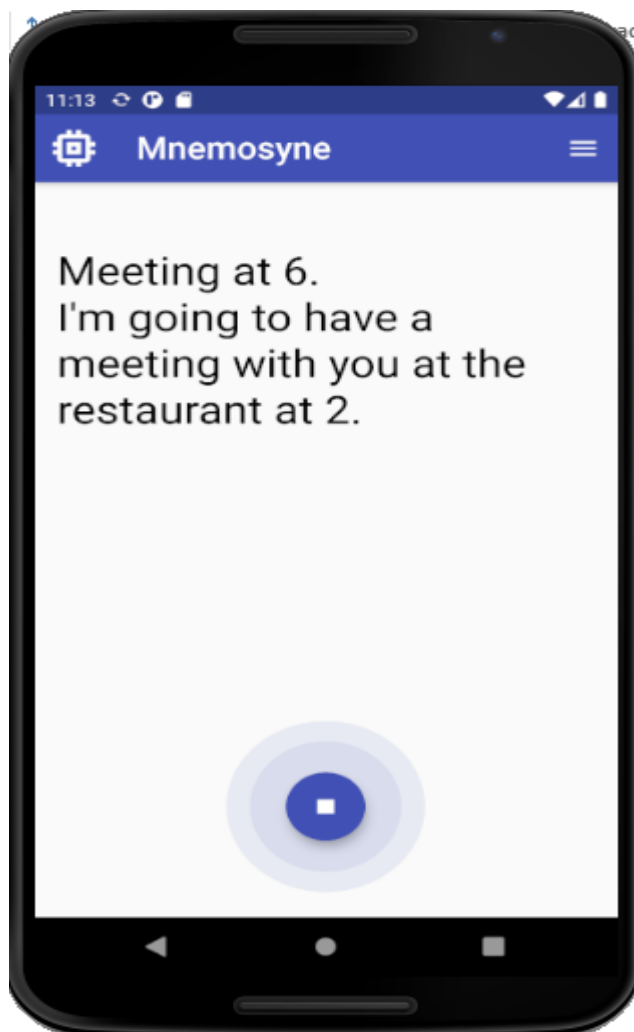 11:13
Mnemosyne
Meeting at 6.
I'm going to have a
meeting with you at the
restaurant at 2.